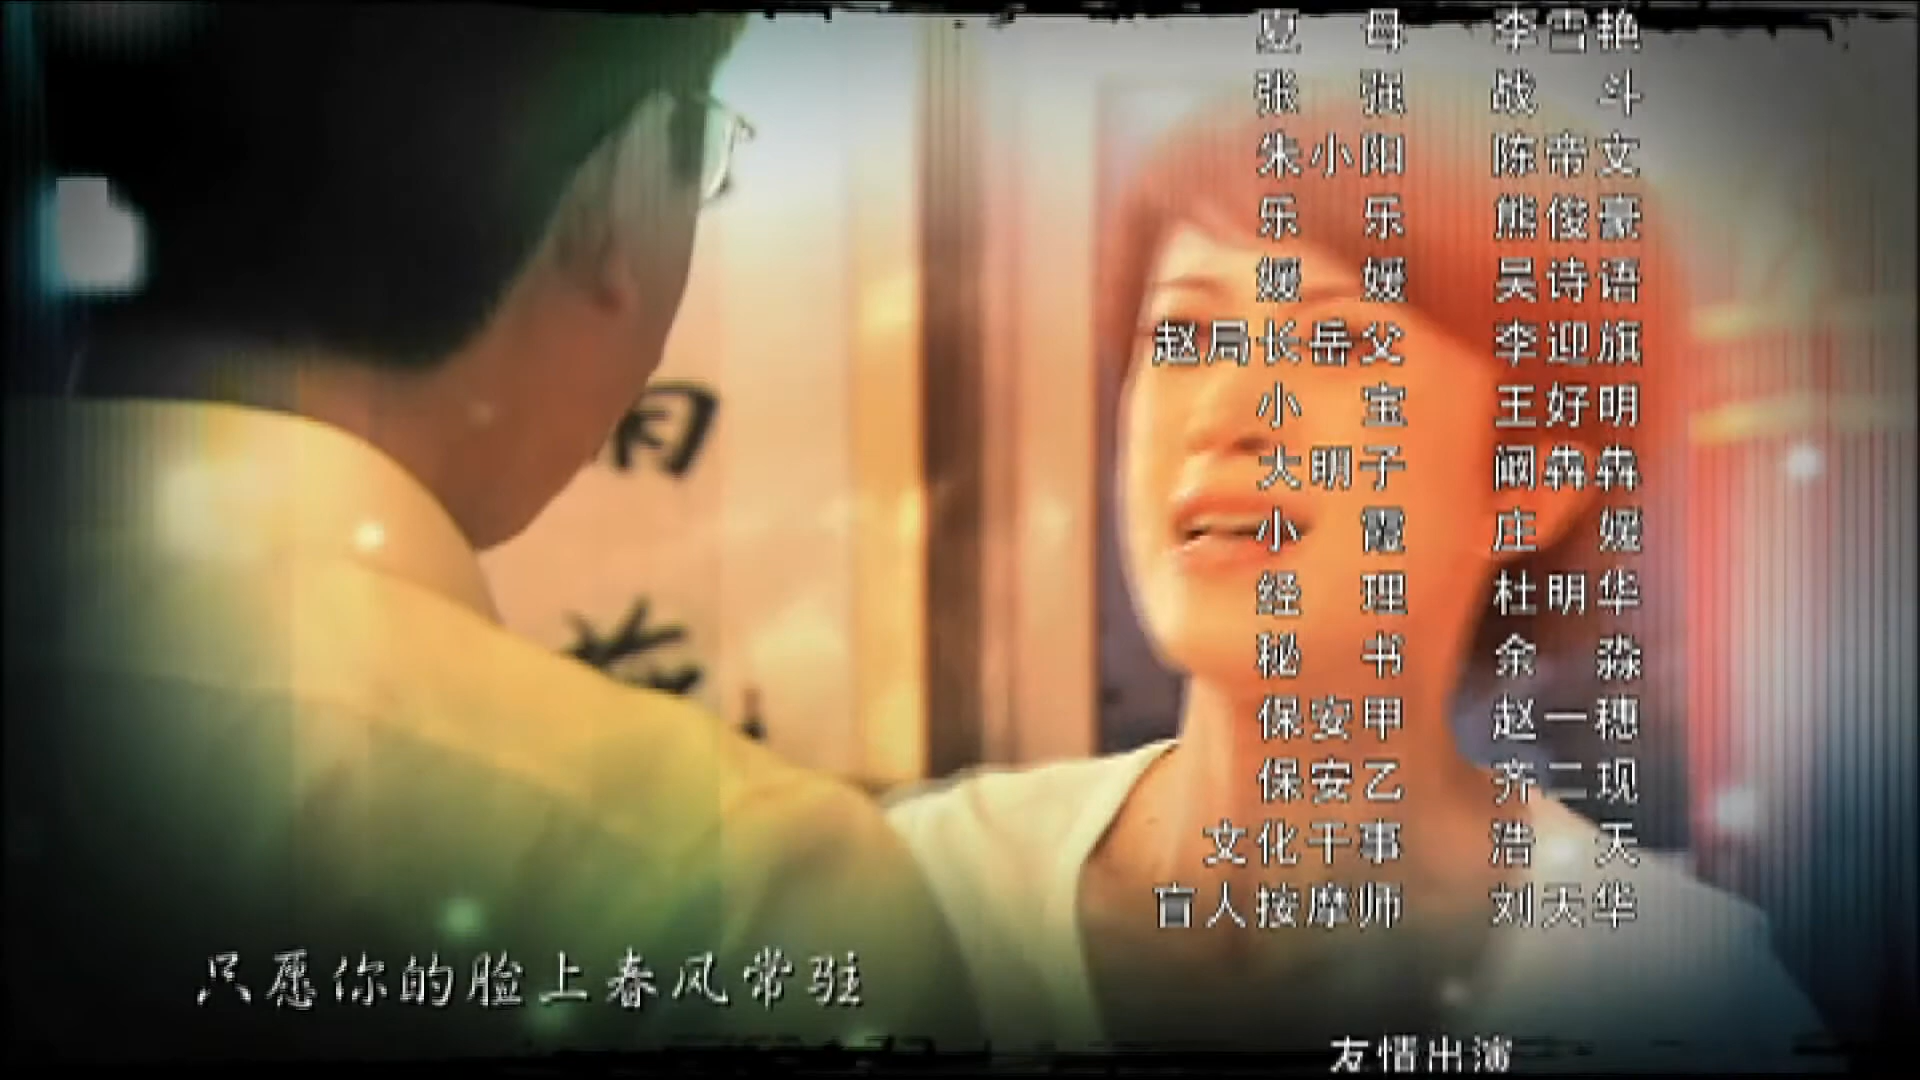 夏母 李雪艳
张强 战斗
朱小阳 陈帝文
乐乐 熊俊豪
媛媛 吴诗语
赵局长岳父 李迎旗
小宝 王好明
大明子 阚犇犇
小霞 庄媛
经理 杜明华
秘书 余淼
保安甲 赵一穗
保安乙 齐二现
文化干事 浩天
盲人按摩师 刘天华
只愿你的脸上春风常驻
友情出演